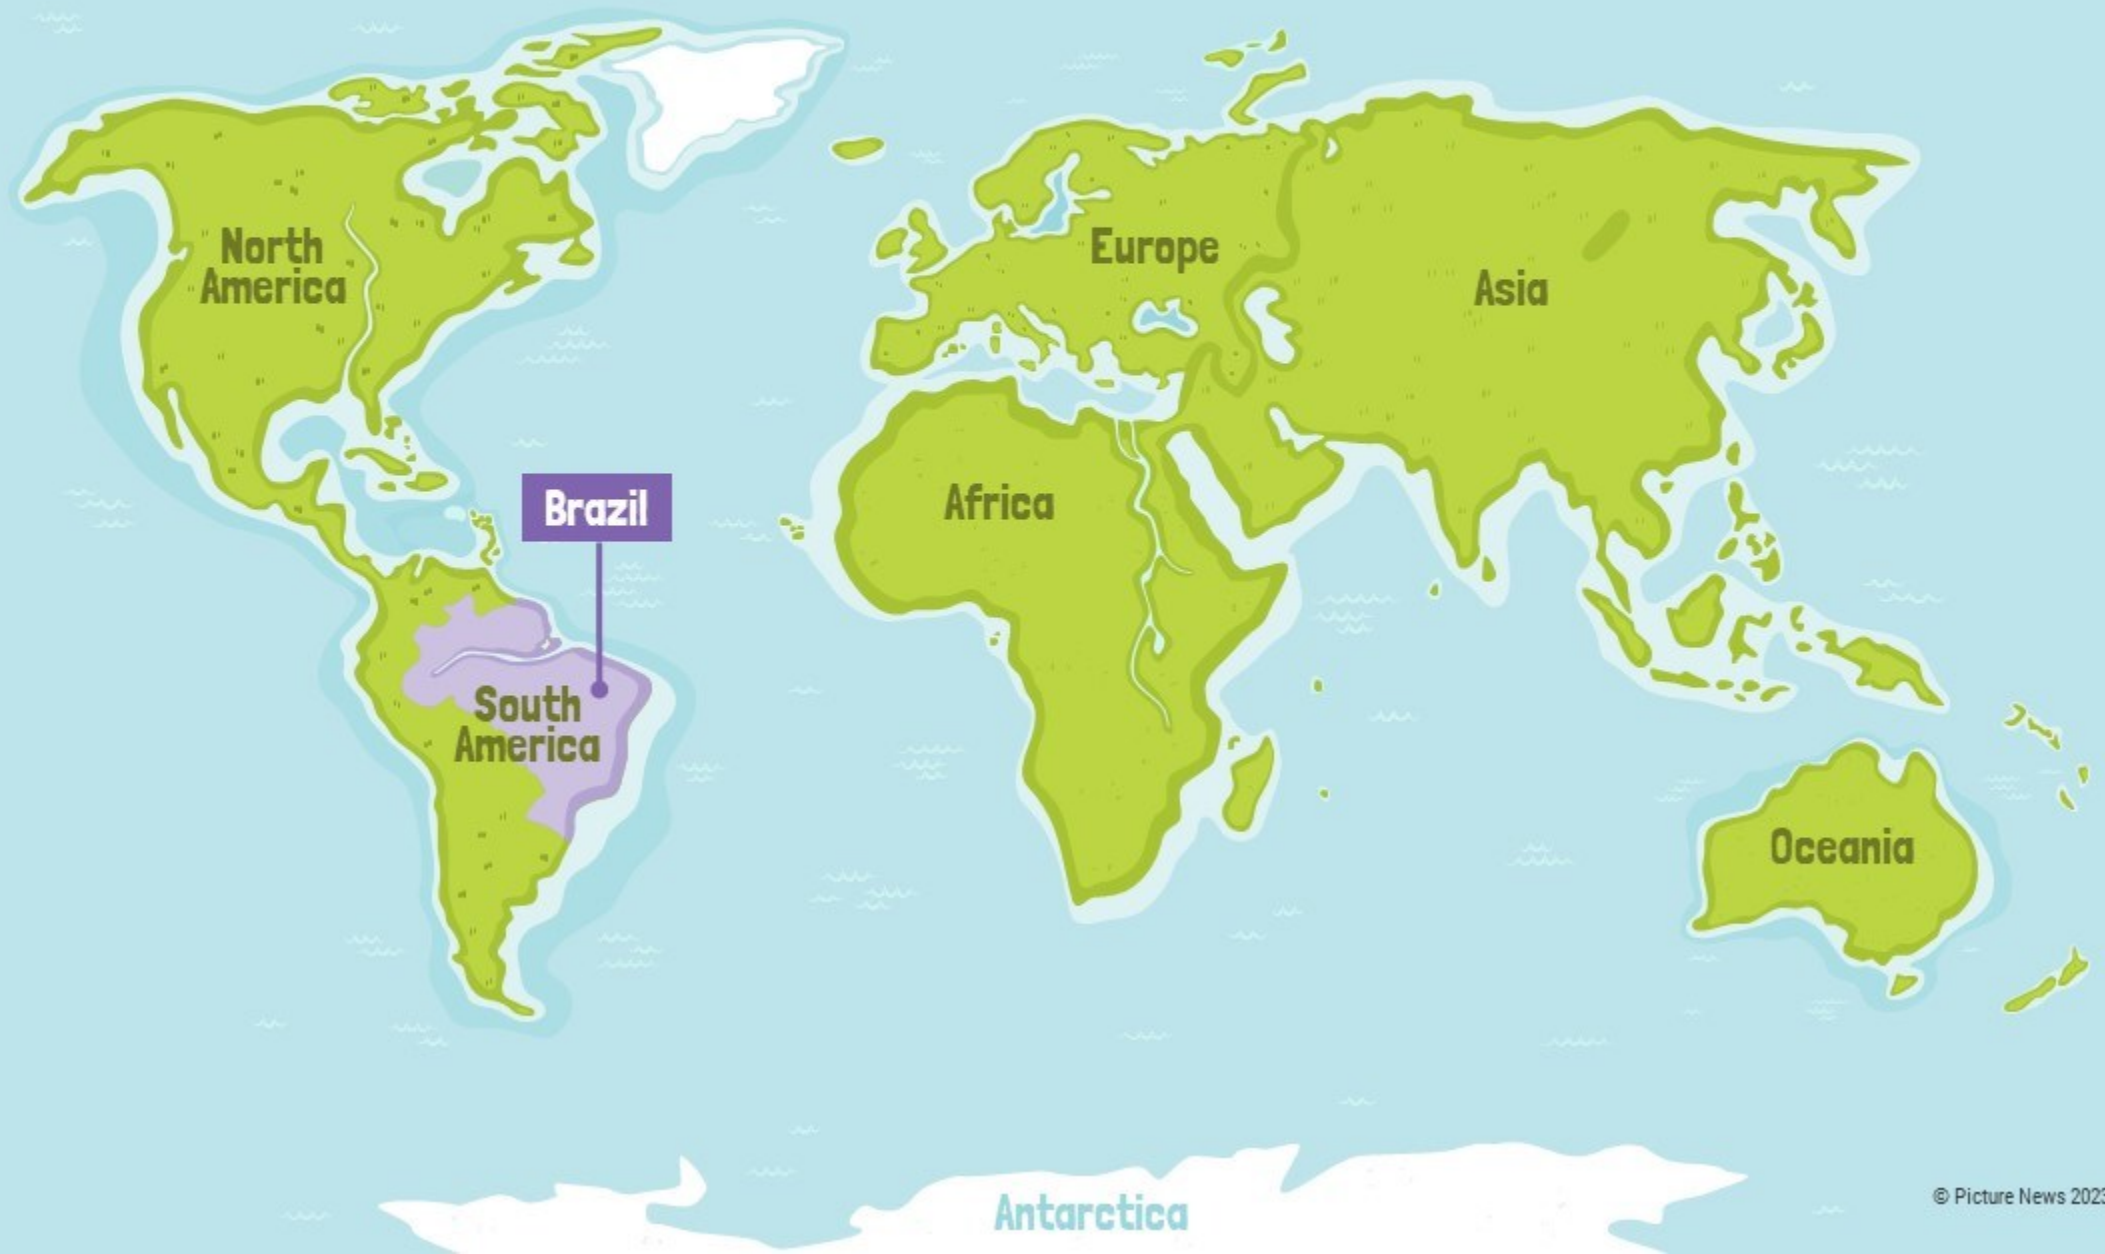 North
America
Europe
Asia
Brazil
Africa
South
America
Oceania
Antarctica
© Picture News 2023